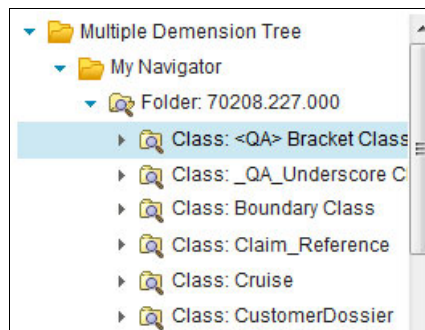 Multiple Demension Tree
My Navigator
Folder: 70208.227.000
Class: <QA> Bracket Class
Class: _QA_Underscore Cl
Class: Boundary Class
Class: Claim_Reference
Class: Cruise
Class: CustomerDossier